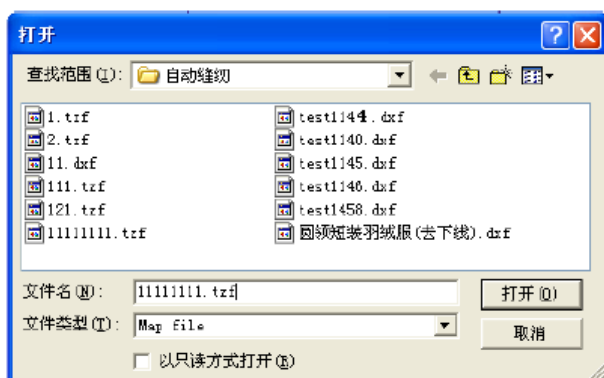 打开
查找范围(I): 自动缝纫
1.tzf
2.tzf
11.dxf
111.tzf
121.tzf
11111111.tzf
test1144.dxf
test1140.dxf
test1145.dxf
test1146.dxf
test1458.dxf
圆领短装羽绒服(去下线).dxf
文件名(N): 11111111.tzf 打开(O)
文件类型(T): Map file 取消
以只读方式打开(R)